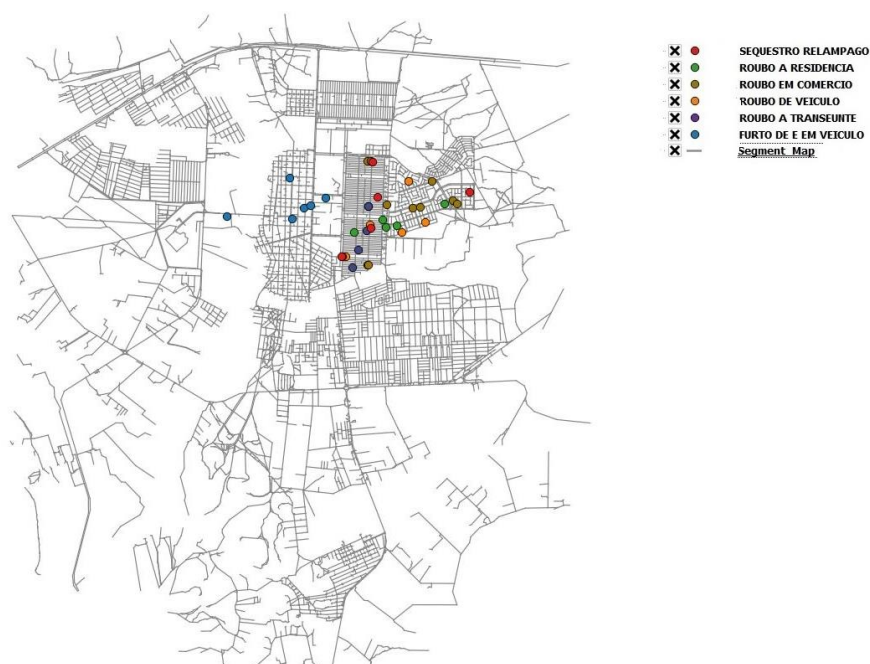 SEQUESTRO RELAMPAGO
ROUBO A RESIDENCIA
ROUBO EM COMERCIO
ROUBO DE VEICULO
ROUBO A TRANSEUNTE
FURTO DE E EM VEICULO
Segment_Map